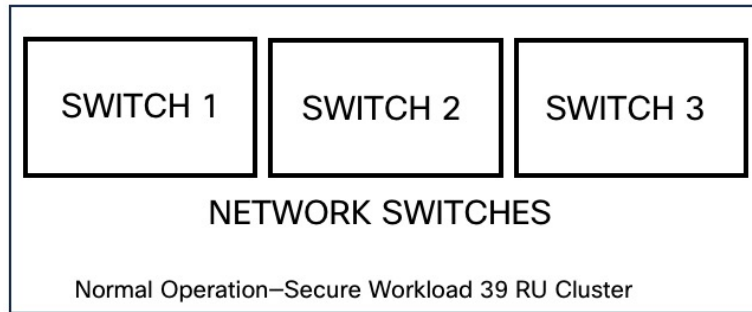 SWITCH 1 SWITCH 2 SWITCH 3
NETWORK SWITCHES
Normal Operation—Secure Workload 39 RU Cluster